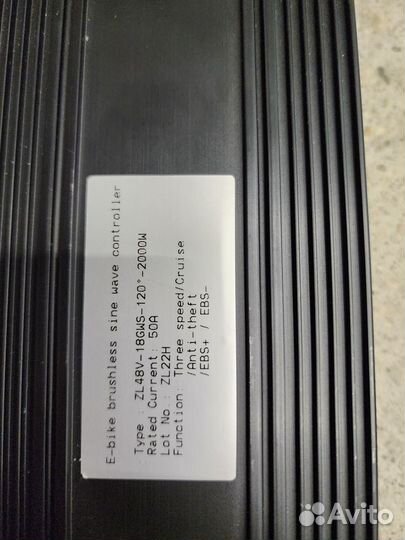 E-bike brushless sine wave controller
Type : ZL48V-18GWS-120°-2000W
Rated Current: 50A
Lot No : ZL22H
Function : Three speed/Cruise
/Anti-theft
/EBS+ / EBS-
Avito